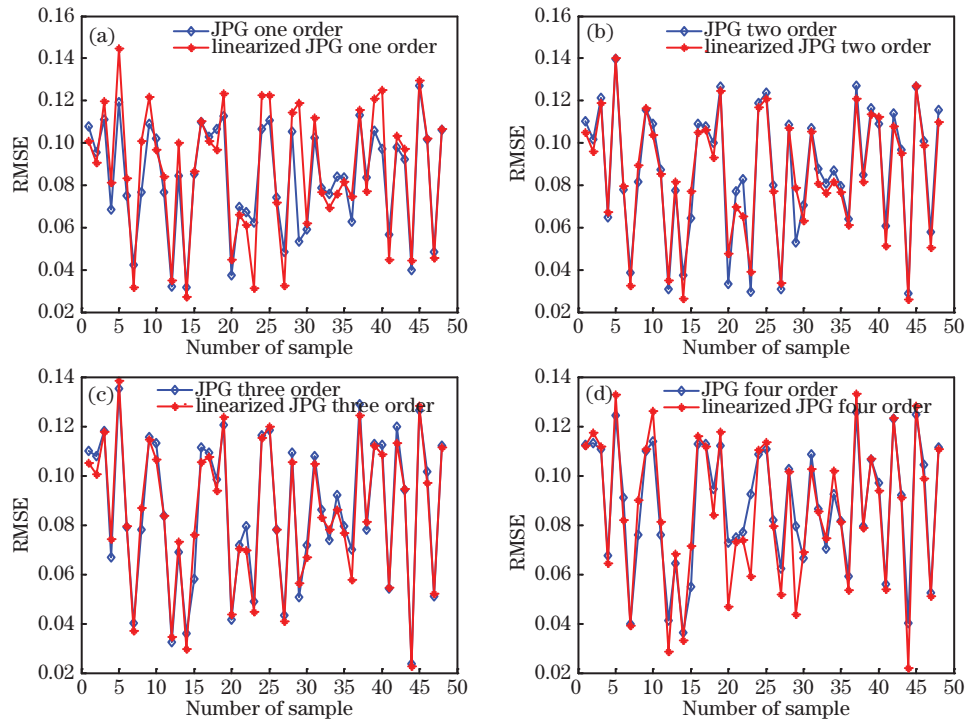 (a)
JPG one order
linearized JPG one order
RMSE
0.16
0.14
0.12
0.10
0.08
0.06
0.04
0.02
0 5 10 15 20 25 30 35 40 45 50
Number of sample
(b)
JPG two order
linearized JPG two order
RMSE
0.16
0.14
0.12
0.10
0.08
0.06
0.04
0.02
0 5 10 15 20 25 30 35 40 45 50
Number of sample
(c)
JPG three order
linearized JPG three order
RMSE
0.14
0.12
0.10
0.08
0.06
0.04
0.02
0 5 10 15 20 25 30 35 40 45 50
Number of sample
(d)
JPG four order
linearized JPG four order
RMSE
0.14
0.12
0.10
0.08
0.06
0.04
0.02
0 5 10 15 20 25 30 35 40 45 50
Number of sample